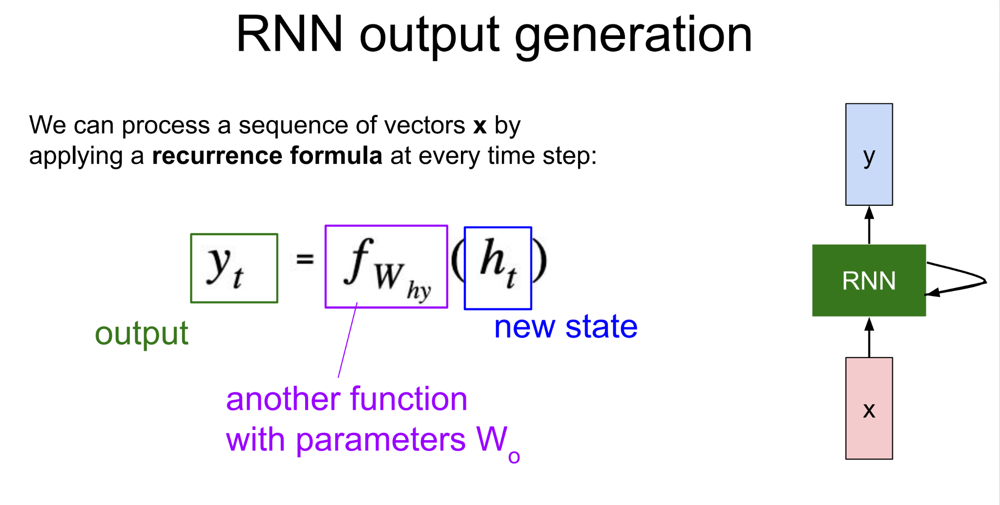 RNN output generation
We can process a sequence of vectors x by
applying a recurrence formula at every time step:
y_t = f_{W_{hy}}(h_t)
output
new state
another function
with parameters W_o
y
RNN
x